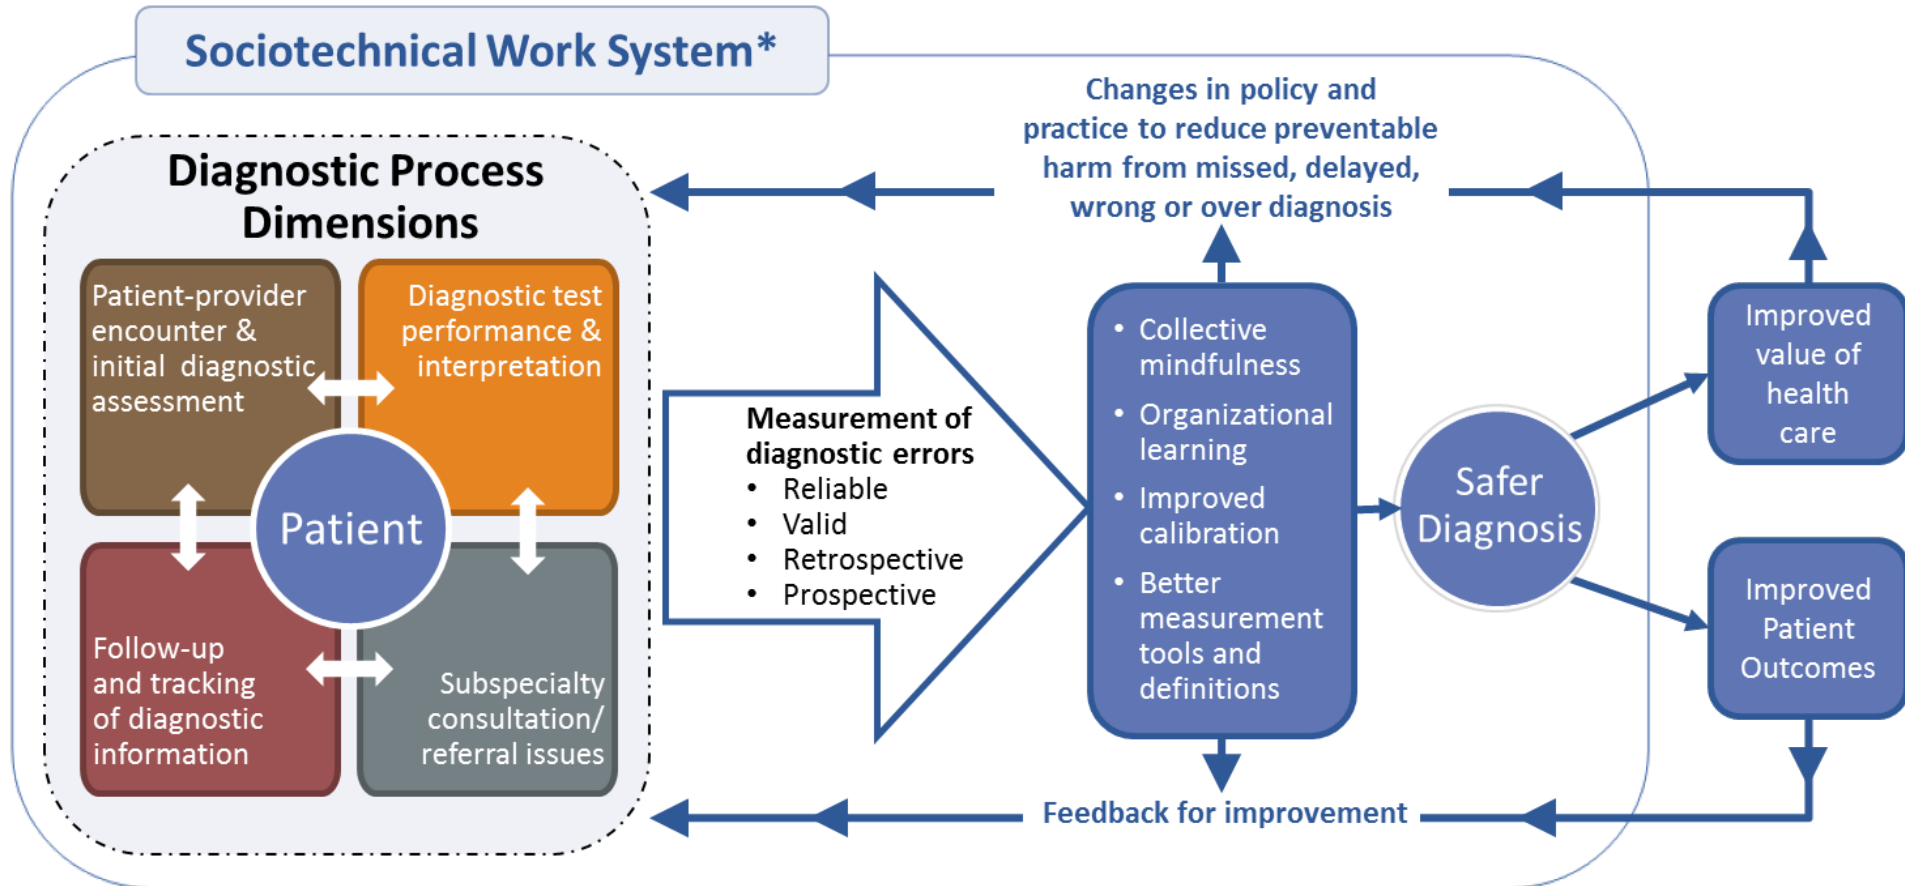 Sociotechnical Work System*
Diagnostic Process
Dimensions
Patient-provider
encounter &
initial diagnostic
assessment
Diagnostic test
performance &
interpretation
Patient
Follow-up
and tracking
of diagnostic
information
Subspecialty
consultation/
referral issues
Measurement of
diagnostic errors
• Reliable
• Valid
• Retrospective
• Prospective
Changes in policy and
practice to reduce preventable
harm from missed, delayed,
wrong or over diagnosis
• Collective
mindfulness
• Organizational
learning
• Improved
calibration
• Better
measurement
tools and
definitions
Feedback for improvement
Safer
Diagnosis
Improved
value of
health
care
Improved
Patient
Outcomes